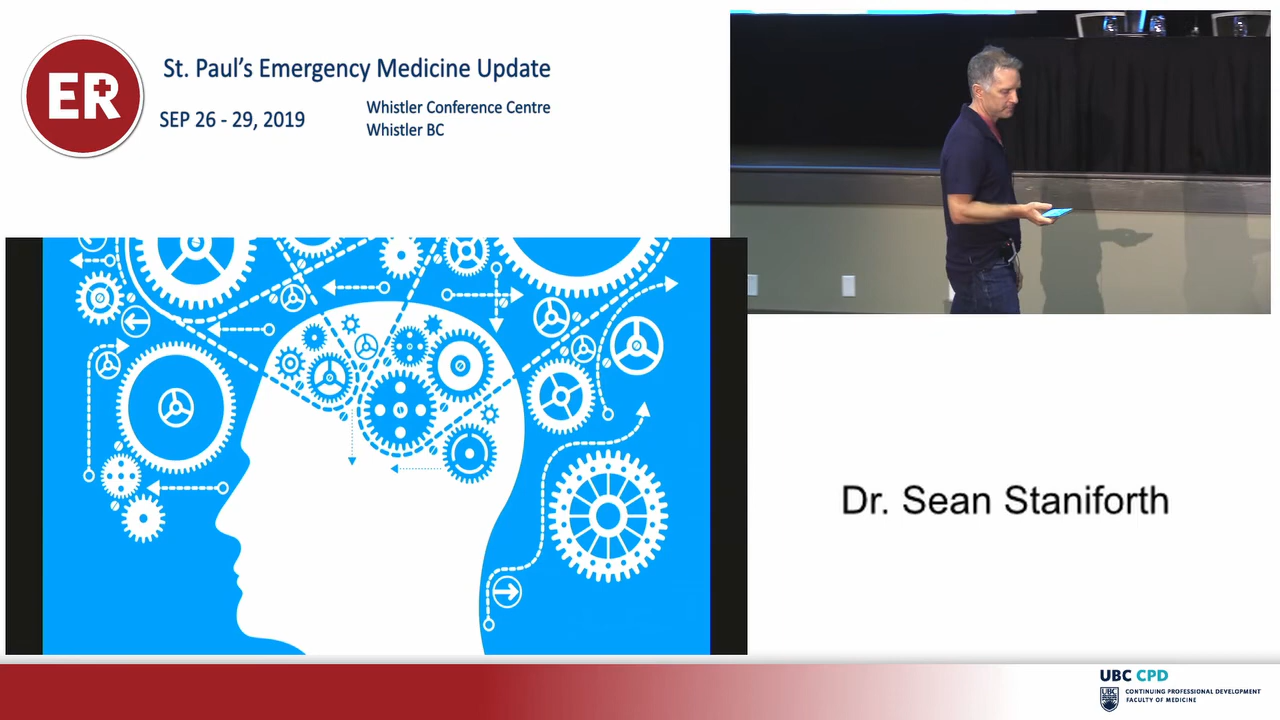 ER
St. Paul's Emergency Medicine Update
SEP 26 - 29, 2019
Whistler Conference Centre
Whistler BC
Dr. Sean Staniforth
UBC CPD
UBC
CONTINUING PROFESSIONAL DEVELOPMENT
FACULTY OF MEDICINE